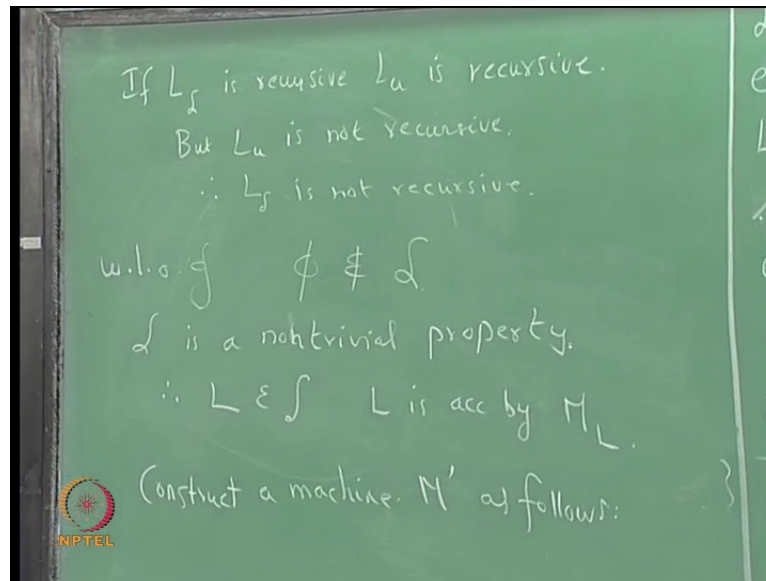 If L_𝒮 is recursive L_u is recursive.
But L_u is not recursive.
∴ L_𝒮 is not recursive.
w.l.o.g ϕ ∉ 𝒮
𝒮 is a nontrivial property.
∴ L ∈ 𝒮 L is acc by M_L.
Construct a machine M' as follows:
NPTEL